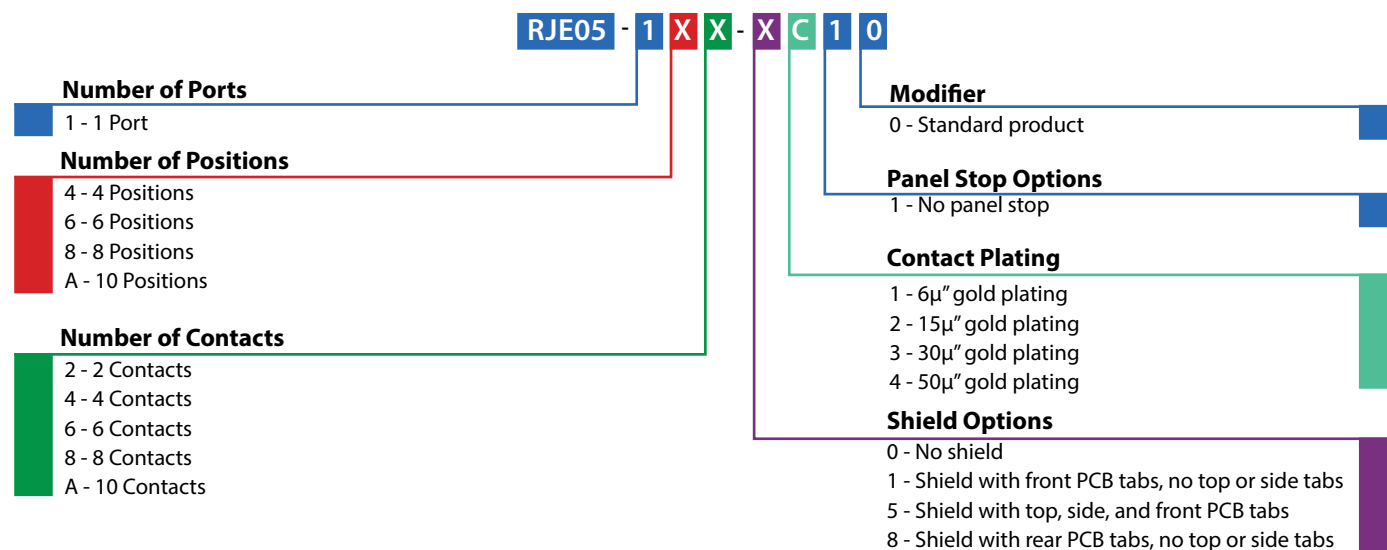 RJE05 - 1 X X - X C 1 0
Number of Ports
1 - 1 Port
Number of Positions
4 - 4 Positions
6 - 6 Positions
8 - 8 Positions
A - 10 Positions
Number of Contacts
2 - 2 Contacts
4 - 4 Contacts
6 - 6 Contacts
8 - 8 Contacts
A - 10 Contacts
Modifier
0 - Standard product
Panel Stop Options
1 - No panel stop
Contact Plating
1 - 6µ” gold plating
2 - 15µ” gold plating
3 - 30µ” gold plating
4 - 50µ” gold plating
Shield Options
0 - No shield
1 - Shield with front PCB tabs, no top or side tabs
5 - Shield with top, side, and front PCB tabs
8 - Shield with rear PCB tabs, no top or side tabs